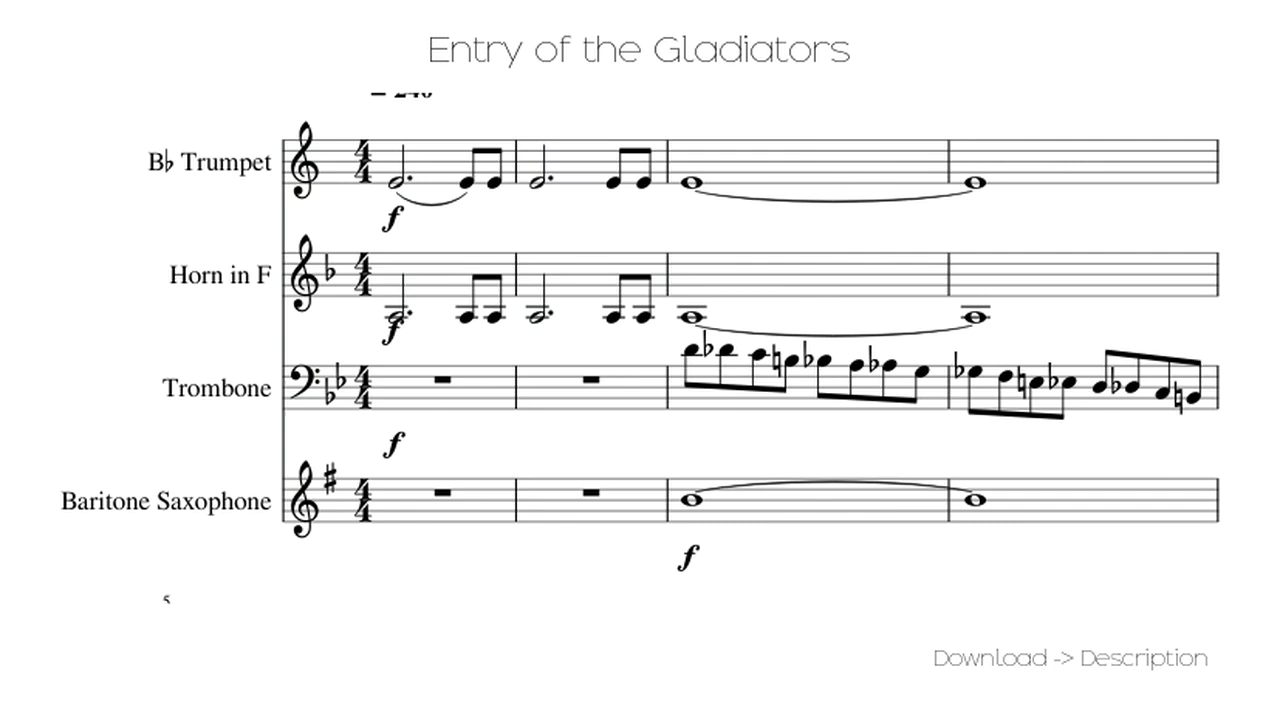 Entry of the Gladiators
B♭ Trumpet
f
Horn in F
f
Trombone
f
Baritone Saxophone
f
5
Download -> Description